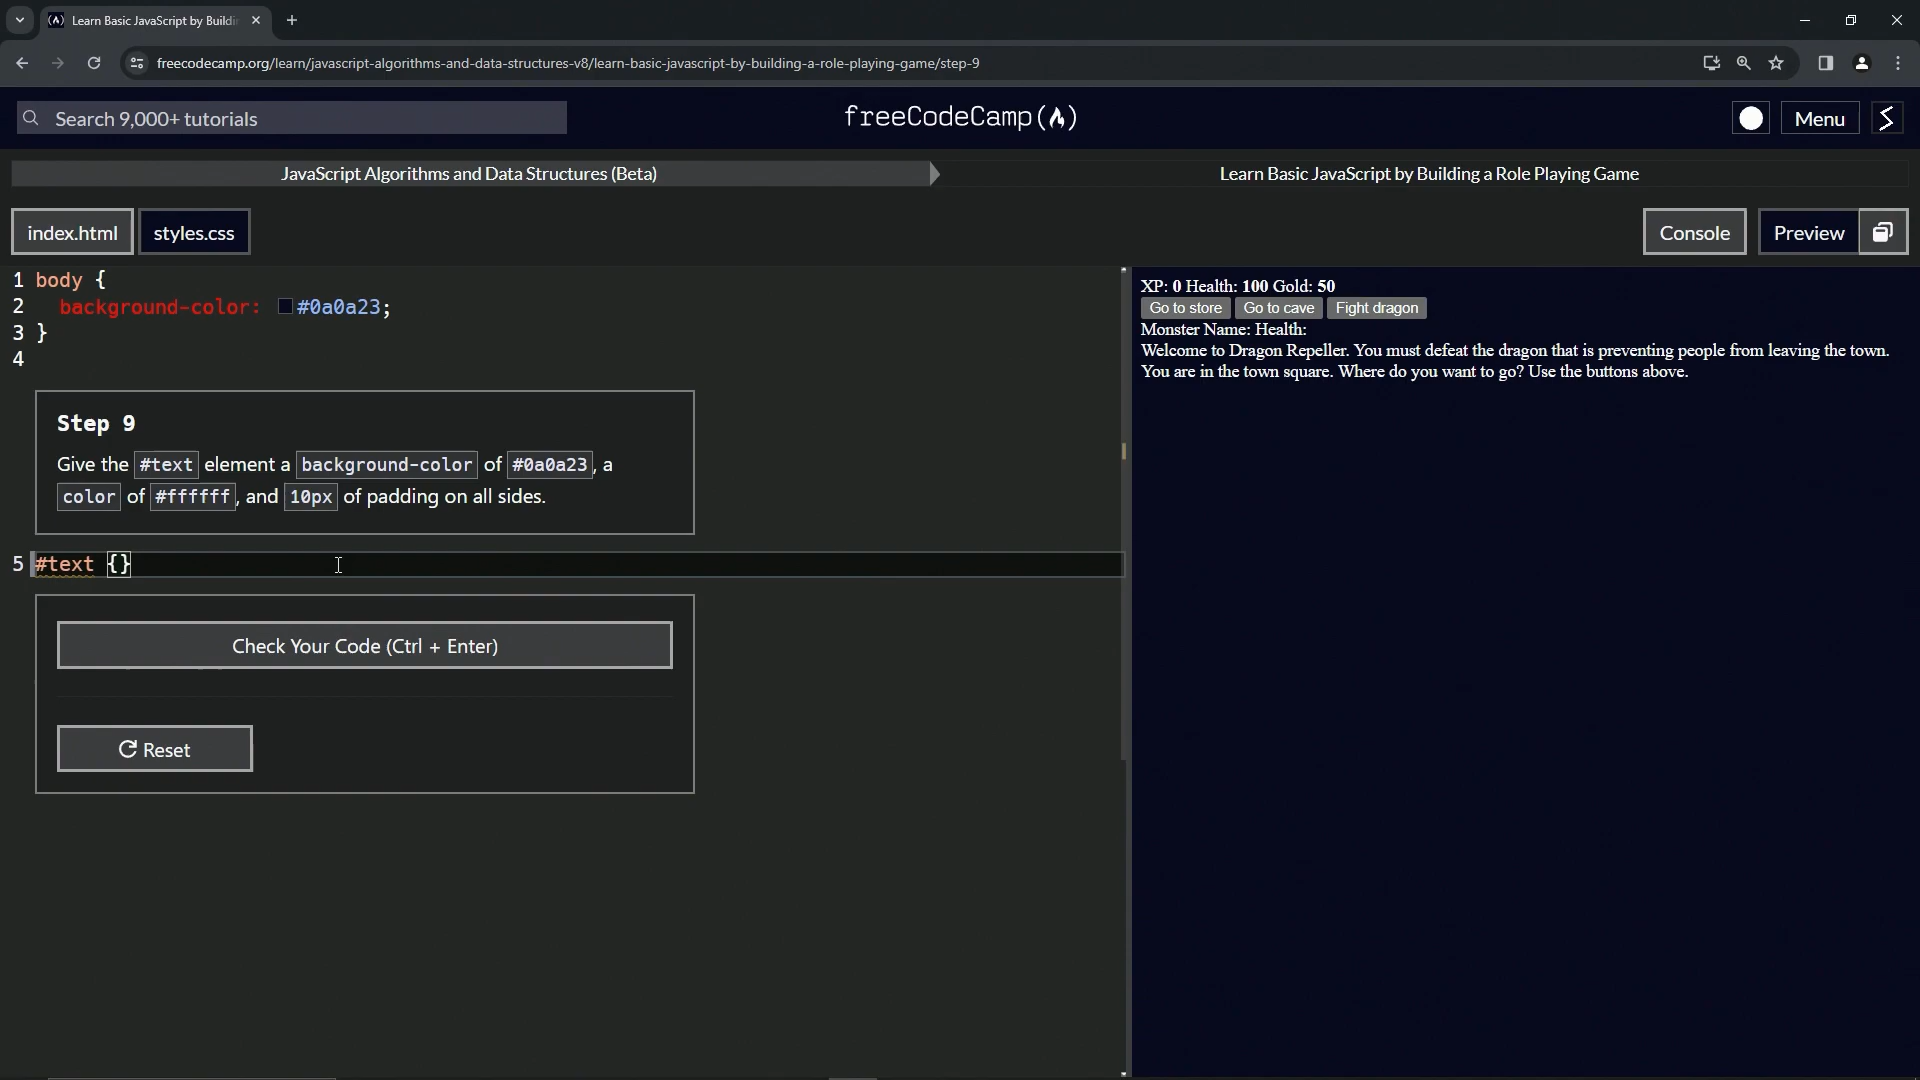 Learn Basic JavaScript by Buildi
freecodecamp.org/learn/javascript-algorithms-and-data-structures-v8/learn-basic-javascript-by-building-a-role-playing-game/step-9
Search 9,000+ tutorials
freeCodeCamp(🔥)
Menu
JavaScript Algorithms and Data Structures (Beta)
Learn Basic JavaScript by Building a Role Playing Game
index.html
styles.css
Console
Preview
1 body {
2 background-color: #0a0a23;
3 }
4
Step 9
Give the #text element a background-color of #0a0a23, a
color of #ffffff, and 10px of padding on all sides.
5 #text {}
Check Your Code (Ctrl + Enter)
Reset
XP: 0 Health: 100 Gold: 50
Go to store Go to cave Fight dragon
Monster Name: Health:
Welcome to Dragon Repeller. You must defeat the dragon that is preventing people from leaving the town.
You are in the town square. Where do you want to go? Use the buttons above.